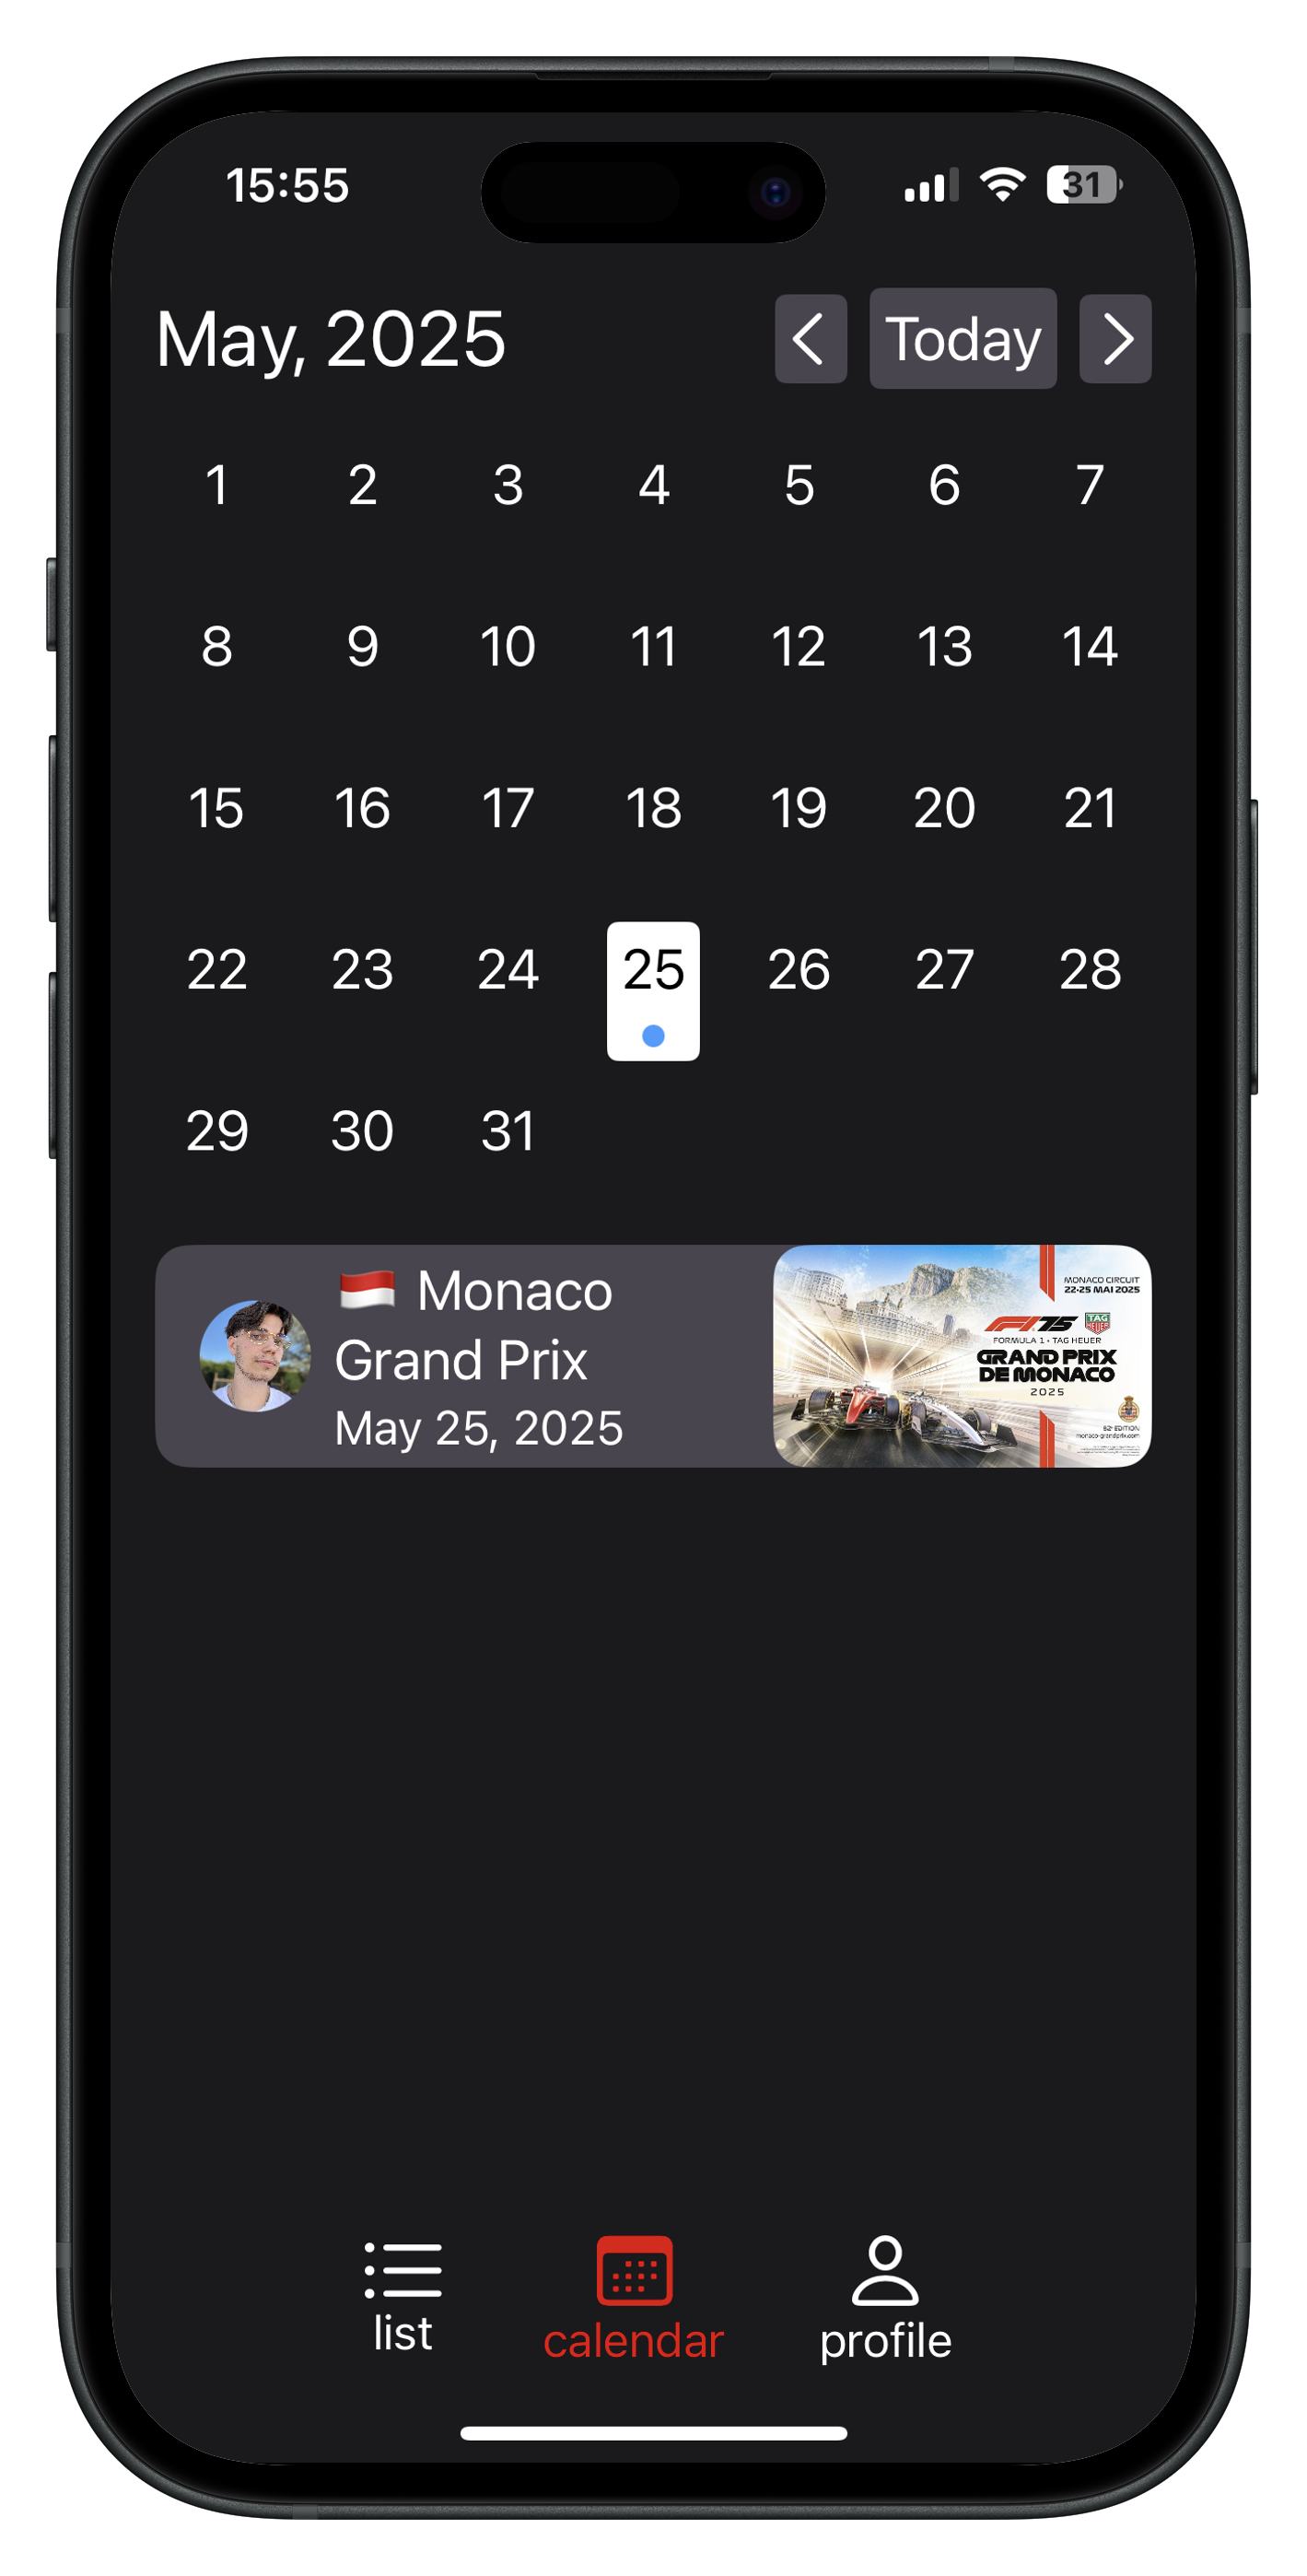 15:55
31
May, 2025
Today
1 2 3 4 5 6 7
8 9 10 11 12 13 14
15 16 17 18 19 20 21
22 23 24 25 26 27 28
29 30 31
Monaco
Grand Prix
May 25, 2025
MONACO CIRCUIT
22-25 MAI 2025
F1 75
TAG
HEUER
FORMULA 1 • TAG HEUER
GRAND PRIX
DE MONACO
2025
82e EDITION
monaco-grandprix.com
list
calendar
profile